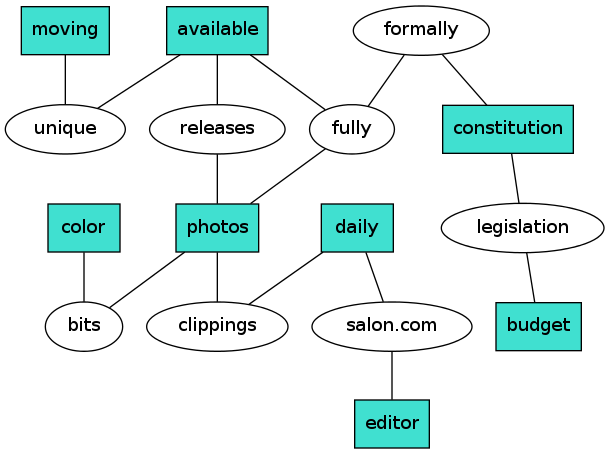 moving
available
formally
unique
releases
fully
constitution
color
photos
daily
legislation
bits
clippings
salon.com
budget
editor